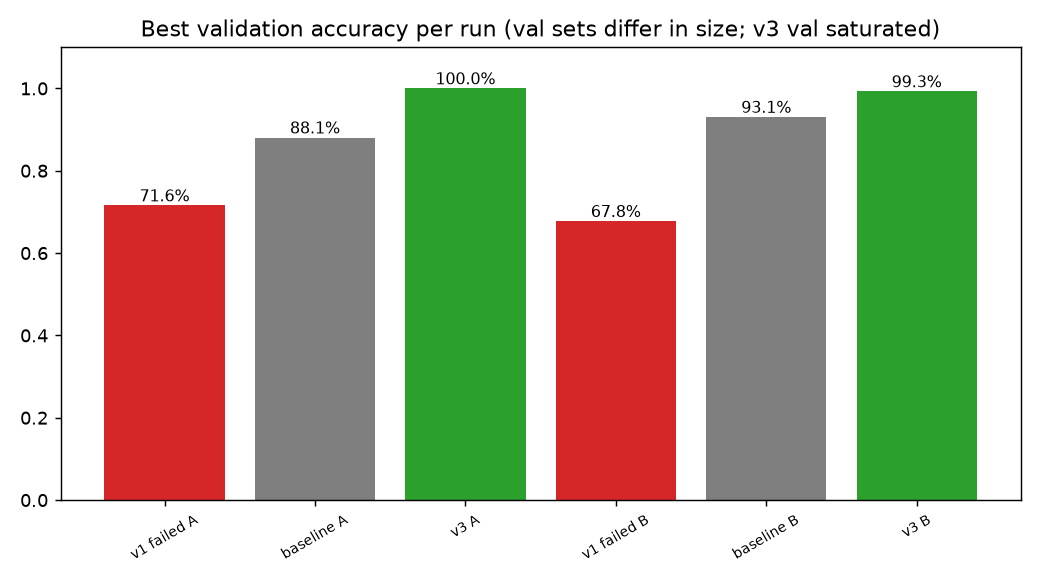 Best validation accuracy per run (val sets differ in size; v3 val saturated)
1.0
0.8
0.6
0.4
0.2
0.0
71.6%
88.1%
100.0%
67.8%
93.1%
99.3%
v1 failed A
baseline A
v3 A
v1 failed B
baseline B
v3 B